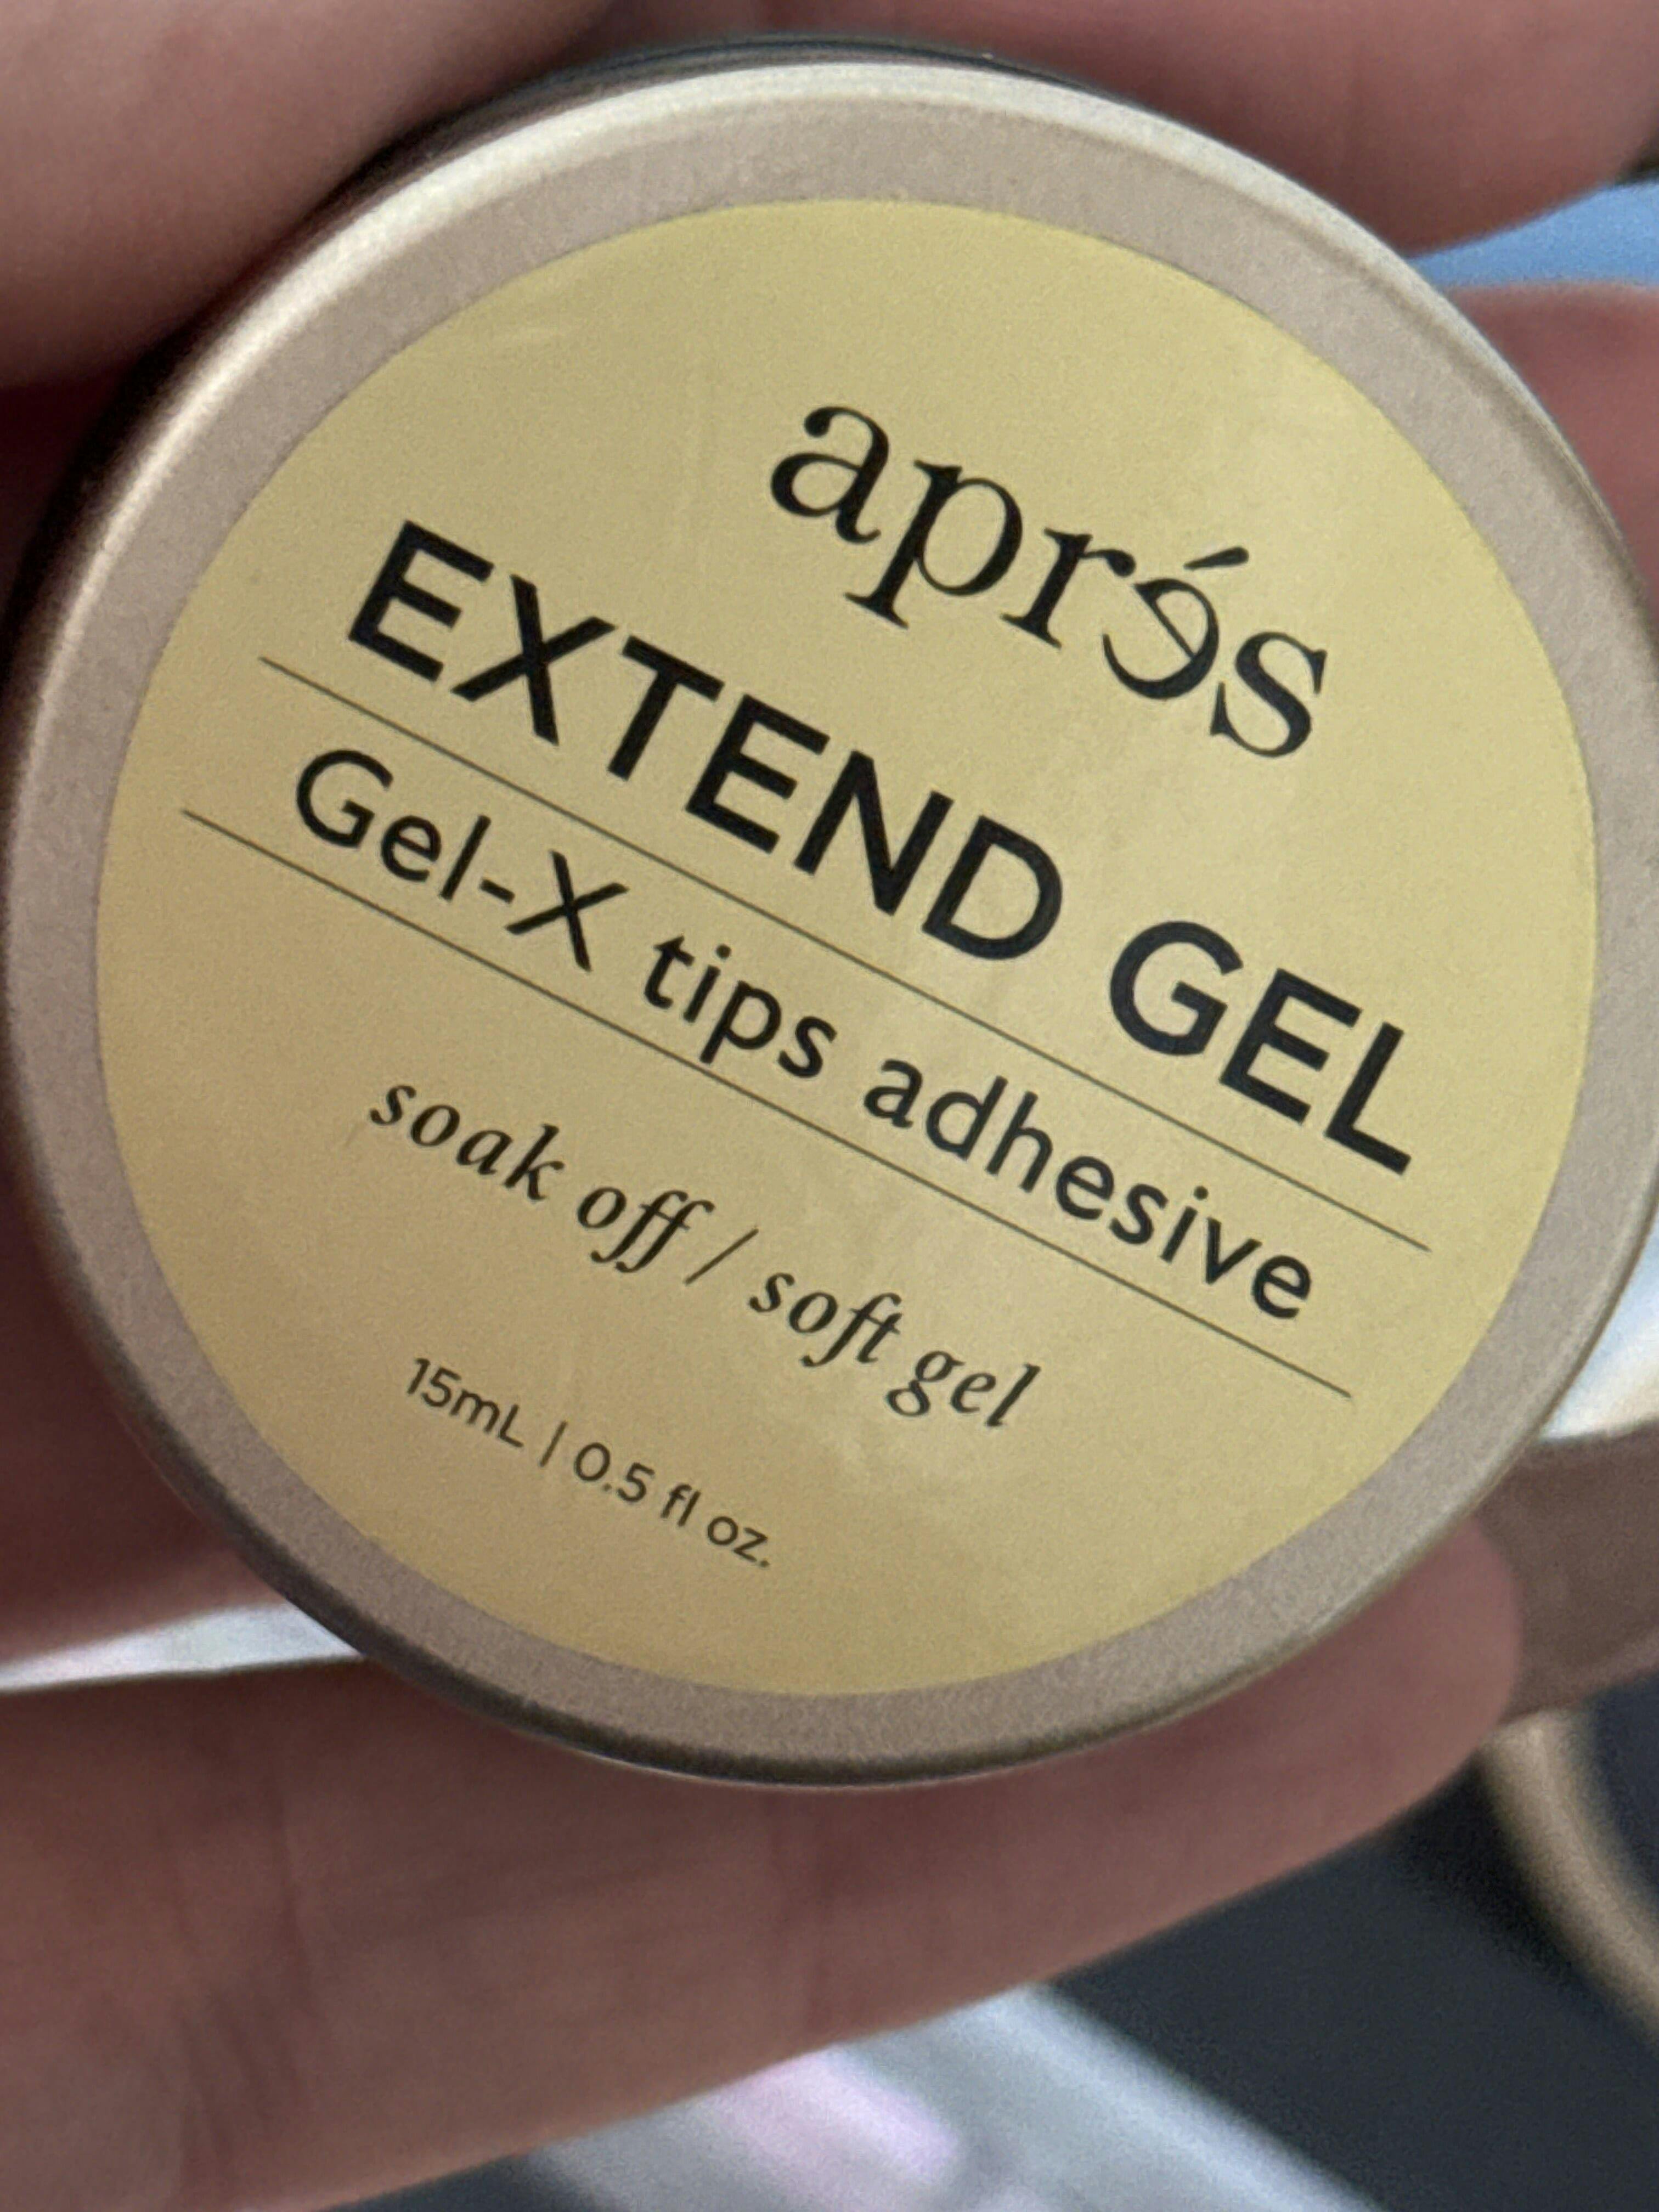 aprés
EXTEND GEL
Gel-X tips adhesive
soak off / soft gel
15mL | 0.5 fl oz.